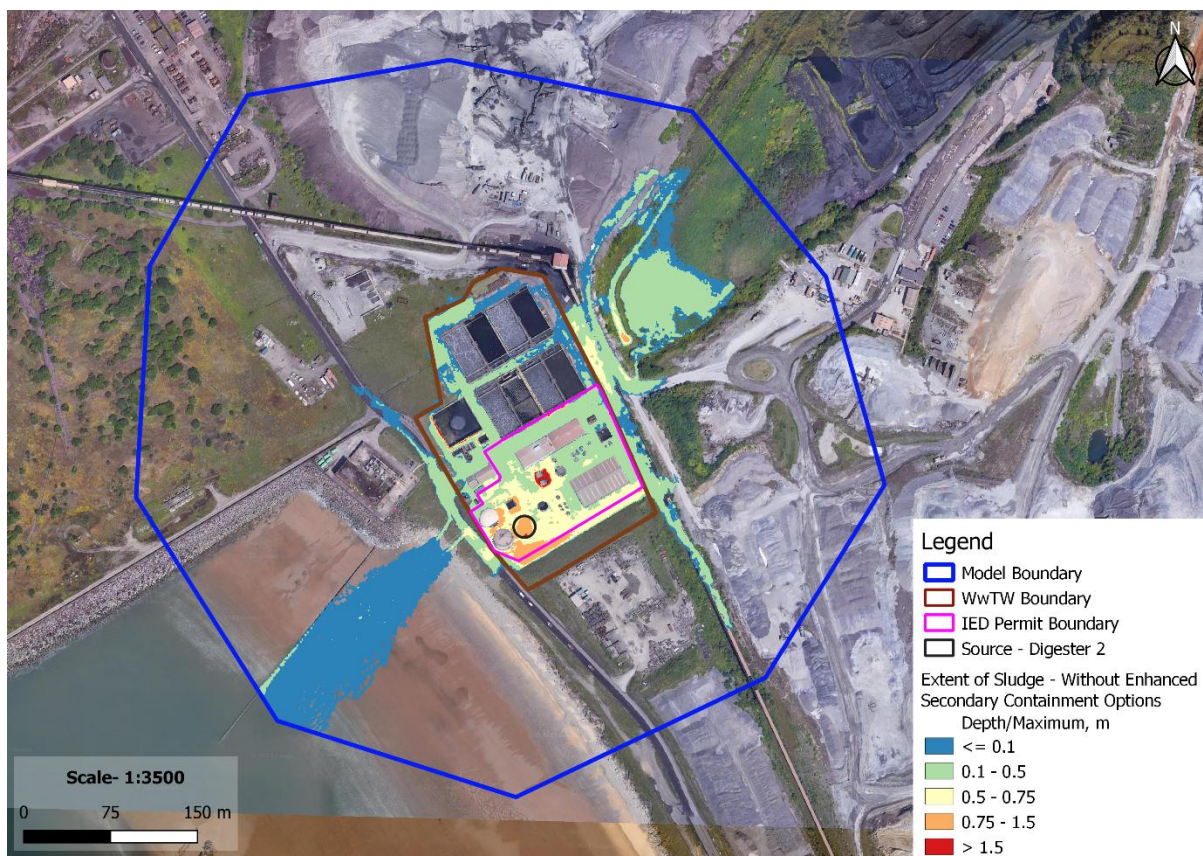 N
Legend
Model Boundary
WwTW Boundary
IED Permit Boundary
Source - Digester 2
Extent of Sludge - Without Enhanced
Secondary Containment Options
Depth/Maximum, m
<= 0.1
0.1 - 0.5
0.5 - 0.75
0.75 - 1.5
> 1.5
Scale- 1:3500
0 75 150 m